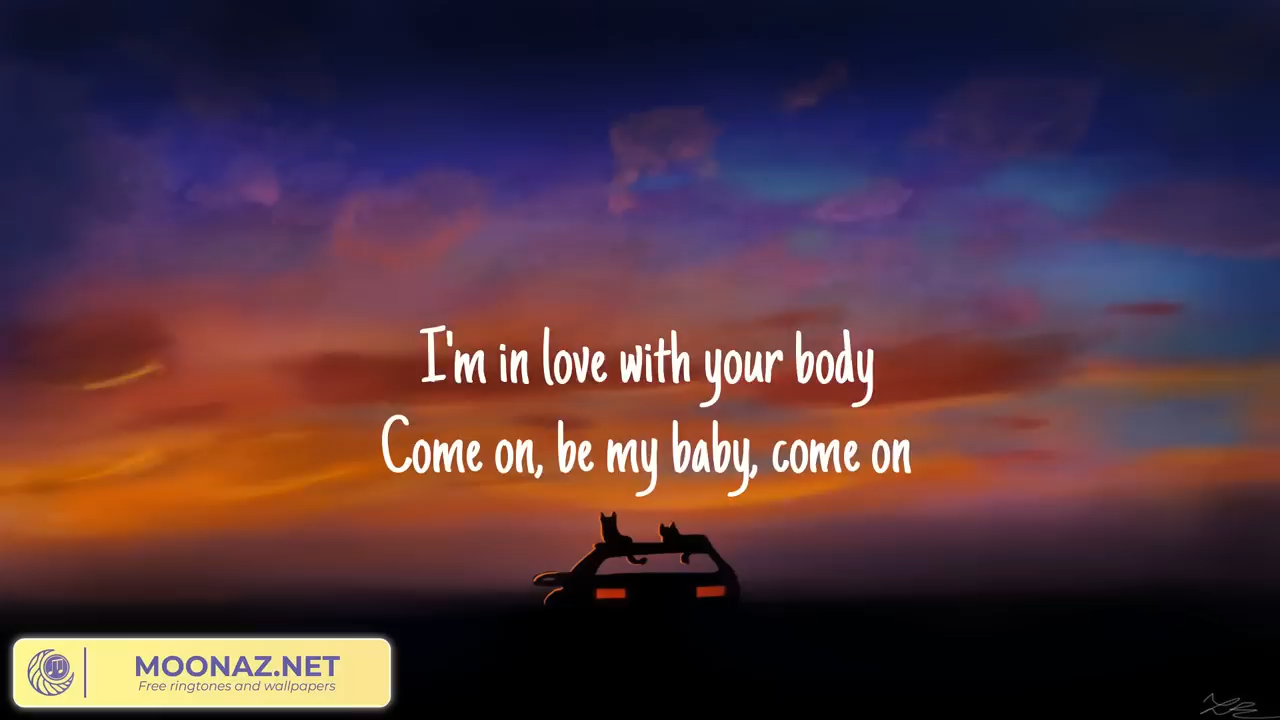 I'm in love with your body
Come on, be my baby, come on
MOONAZ.NET
Free ringtones and wallpapers